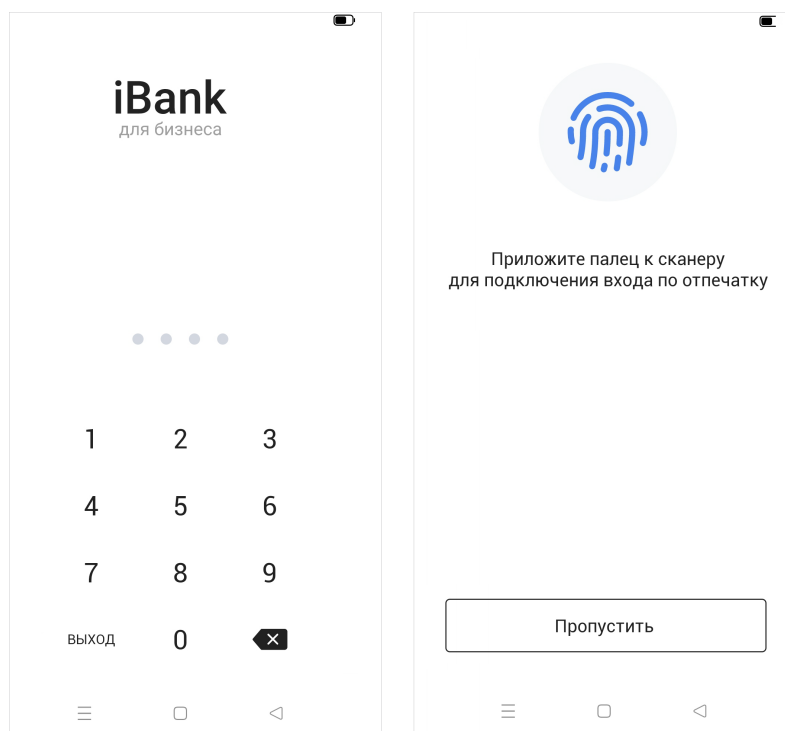 iBank
для бизнеса
1 2 3
4 5 6
7 8 9
ВЫХОД 0
Приложите палец к сканеру
для подключения входа по отпечатку
Пропустить